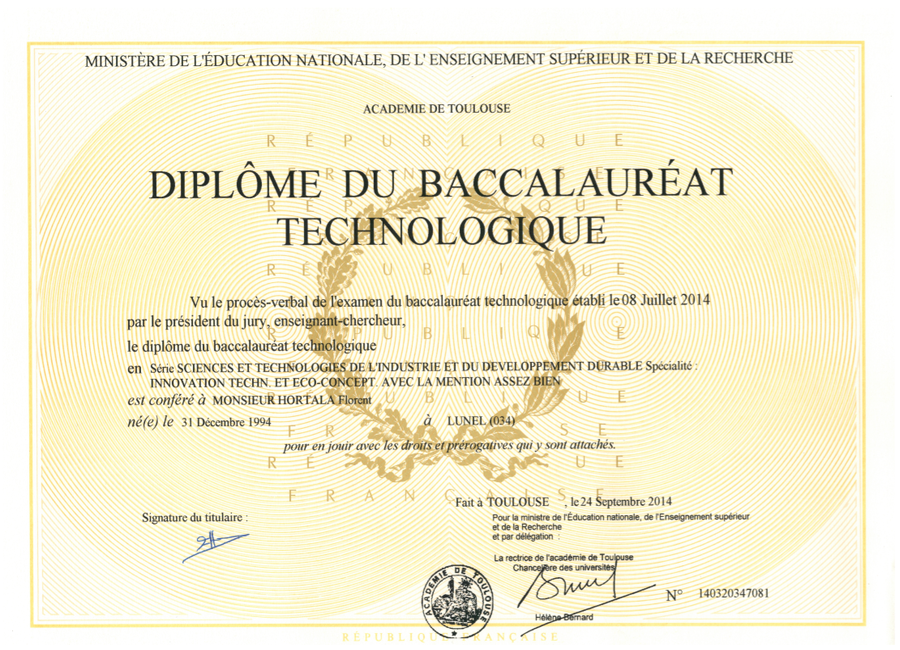 MINISTÈRE DE L'ÉDUCATION NATIONALE, DE L' ENSEIGNEMENT SUPÉRIEUR ET DE LA RECHERCHE
ACADEMIE DE TOULOUSE
RÉPUBLIQUE
FRANÇAISE
DIPLÔME DU BACCALAURÉAT
TECHNOLOGIQUE
Vu le procès-verbal de l'examen du baccalauréat technologique établi le 08 Juillet 2014
par le président du jury, enseignant-chercheur,
le diplôme du baccalauréat technologique
en Série SCIENCES ET TECHNOLOGIES DE L'INDUSTRIE ET DU DEVELOPPEMENT DURABLE Spécialité :
INNOVATION TECHN. ET ECO-CONCEPT. AVEC LA MENTION ASSEZ BIEN
est conféré à MONSIEUR HORTALA Florent
né(e) le 31 Décembre 1994 à LUNEL (034)
pour en jouir avec les droits et prérogatives qui y sont attachés.
Fait à TOULOUSE , le 24 Septembre 2014
Signature du titulaire :
Pour la ministre de l'Éducation nationale, de l'Enseignement supérieur
et de la Recherche
et par délégation :
La rectrice de l'académie de Toulouse
Chancelière des universités
ACADÉMIE DE TOULOUSE
Hélène Bernard
N° 140320347081
RÉPUBLIQUE FRANÇAISE